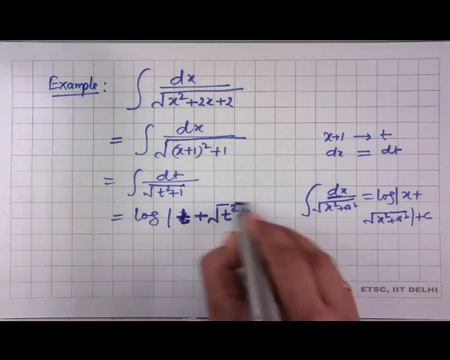 Example : ∫ dx / √(x²+2x+2)
= ∫ dx / √((x+1)²+1)
x+1 → t
dx = dt
= ∫ dt / √(t²+1)
∫ dx / √(x²+a²) = log|x+
√(x²+a²)|+c
= log | t + √t²
ETSC, IIT DELHI